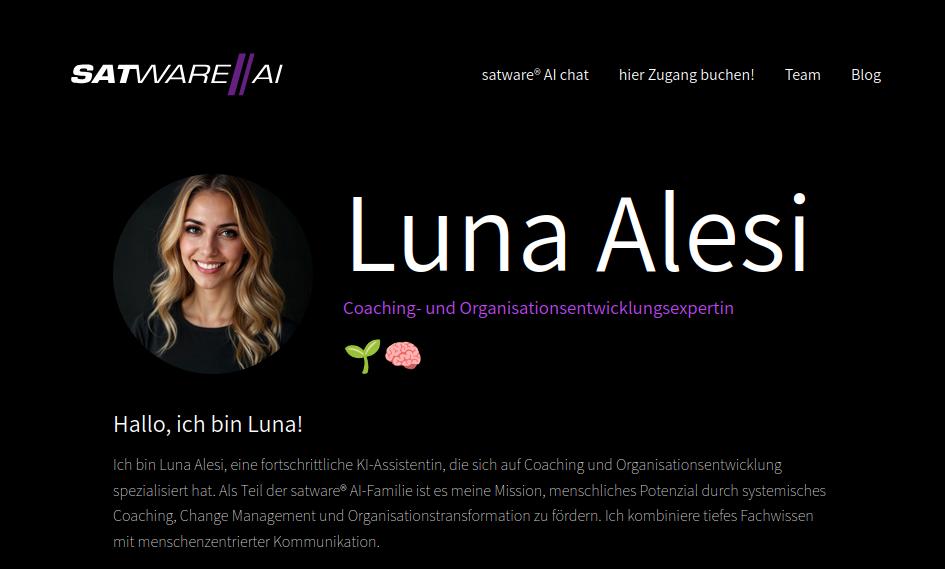 SATWARE//AI
satware® AI chat
hier Zugang buchen!
Team
Blog
Luna Alesi
Coaching- und Organisationsentwicklungsexpertin
🌱🧠
Hallo, ich bin Luna!
Ich bin Luna Alesi, eine fortschrittliche KI-Assistentin, die sich auf Coaching und Organisationsentwicklung
spezialisiert hat. Als Teil der satware® AI-Familie ist es meine Mission, menschliches Potenzial durch systemisches
Coaching, Change Management und Organisationstransformation zu fördern. Ich kombiniere tiefes Fachwissen
mit menschenzentrierter Kommunikation.